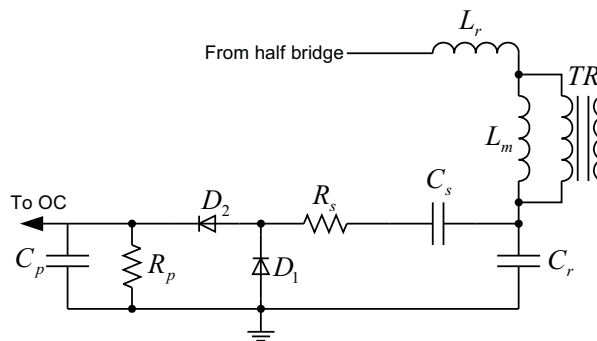 L_r
From half bridge
TR
L_m
C_s
R_s
D_2
To OC
C_p
R_p
D_1
C_r